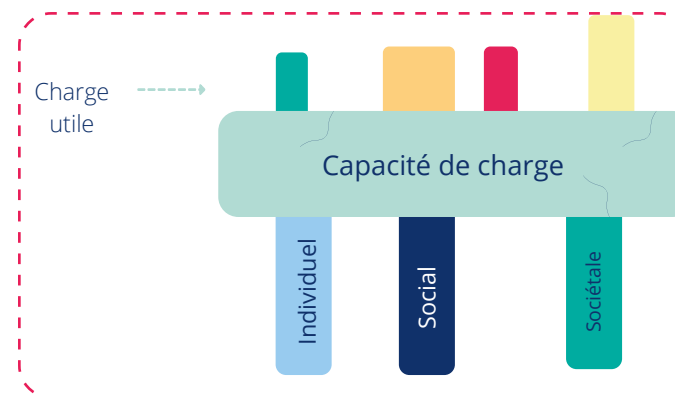 Charge
utile
Capacité de charge
Individuel
Social
Sociétale